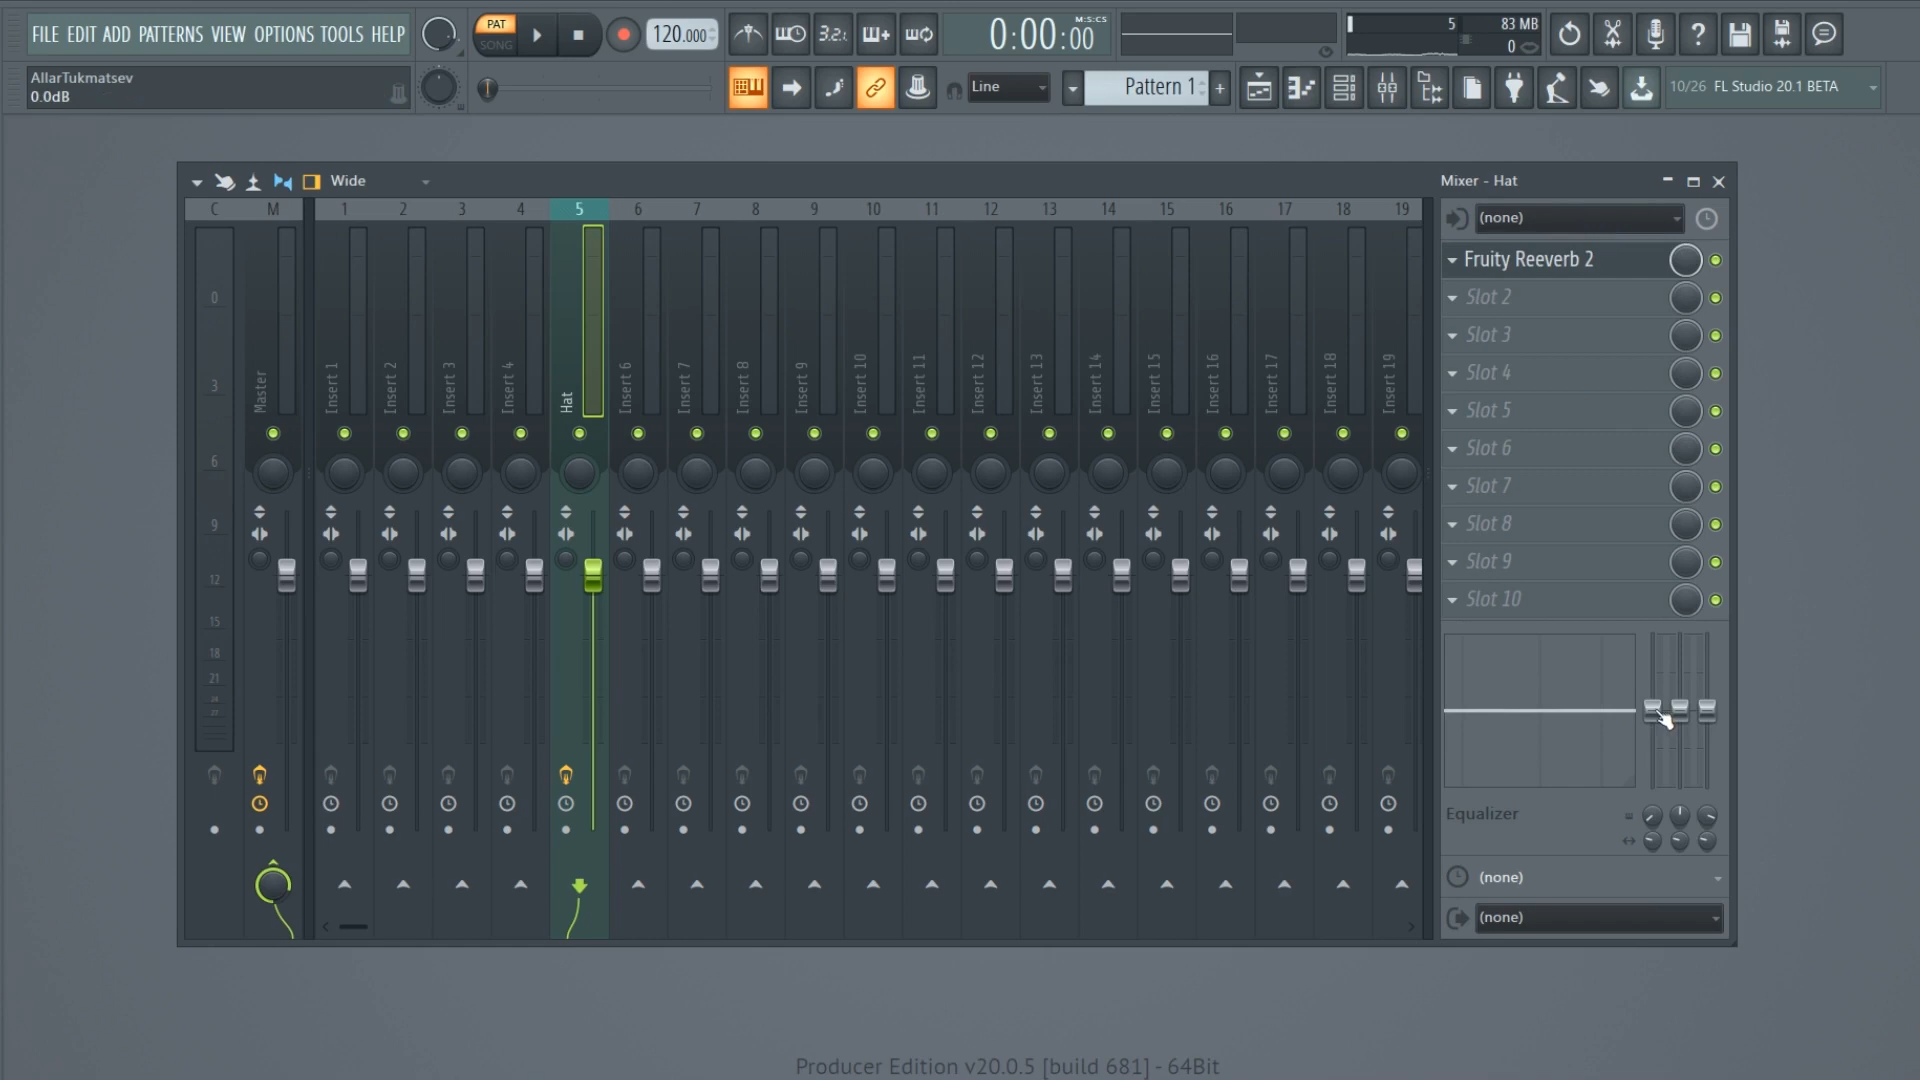 FILE EDIT ADD PATTERNS VIEW OPTIONS TOOLS HELP
PAT
SONG
120.000
3.2.
M:S:CS
0:00:00
5
83 MB
0
AllarTukmatsev
0.0dB
Line
Pattern 1
+
10/26 FL Studio 20.1 BETA
Wide
Mixer - Hat
C M 1 2 3 4 5 6 7 8 9 10 11 12 13 14 15 16 17 18 19
Master
Insert 1
Insert 2
Insert 3
Insert 4
Hat
Insert 6
Insert 7
Insert 8
Insert 9
Insert 10
Insert 11
Insert 12
Insert 13
Insert 14
Insert 15
Insert 16
Insert 17
Insert 18
Insert 19
0
3
6
9
12
15
18
21
24
27
(none)
Fruity Reeverb 2
Slot 2
Slot 3
Slot 4
Slot 5
Slot 6
Slot 7
Slot 8
Slot 9
Slot 10
Equalizer
(none)
(none)
Producer Edition v20.0.5 [build 681] - 64Bit